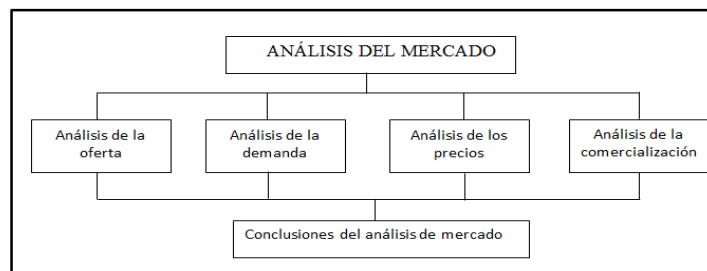 ANÁLISIS DEL MERCADO
Análisis de la
oferta
Análisis de la
demanda
Análisis de los
precios
Análisis de la
comercialización
Conclusiones del análisis de mercado